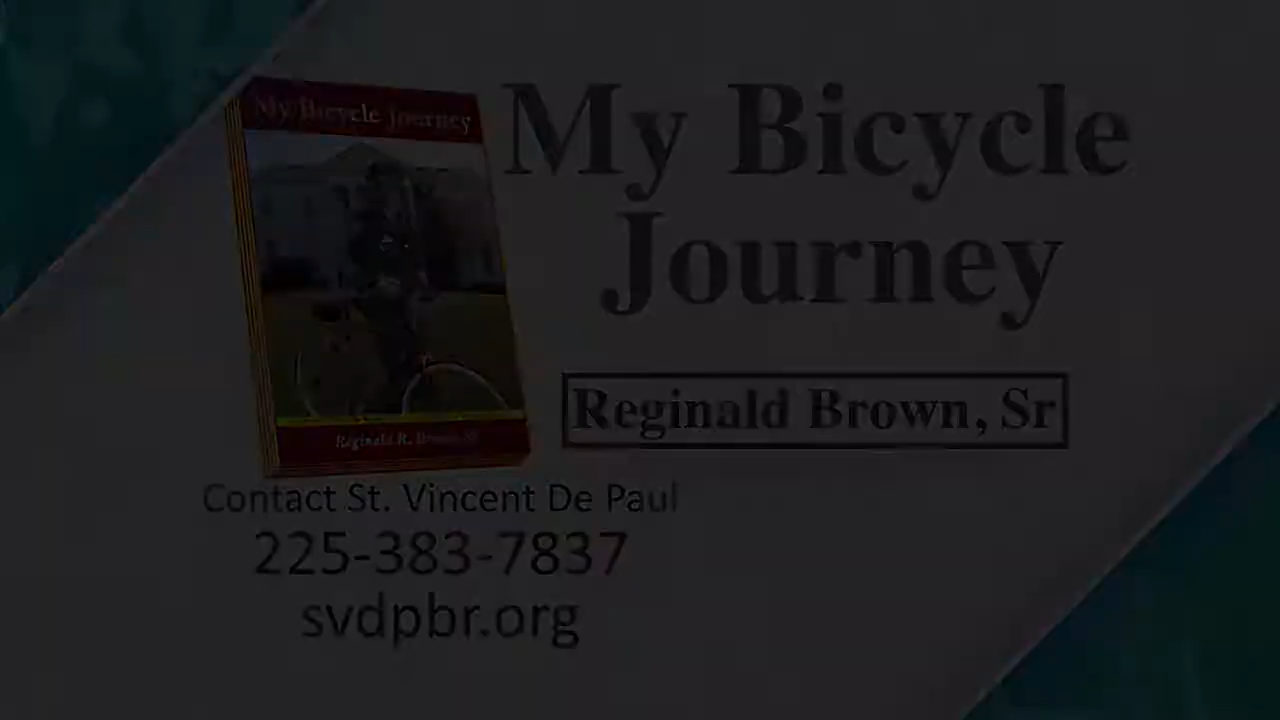 My Bicycle Journey
My Bicycle
Journey
Reginald Brown, Sr
Reginald R. Brown, Sr
Contact St. Vincent De Paul
225-383-7837
svdpbr.org